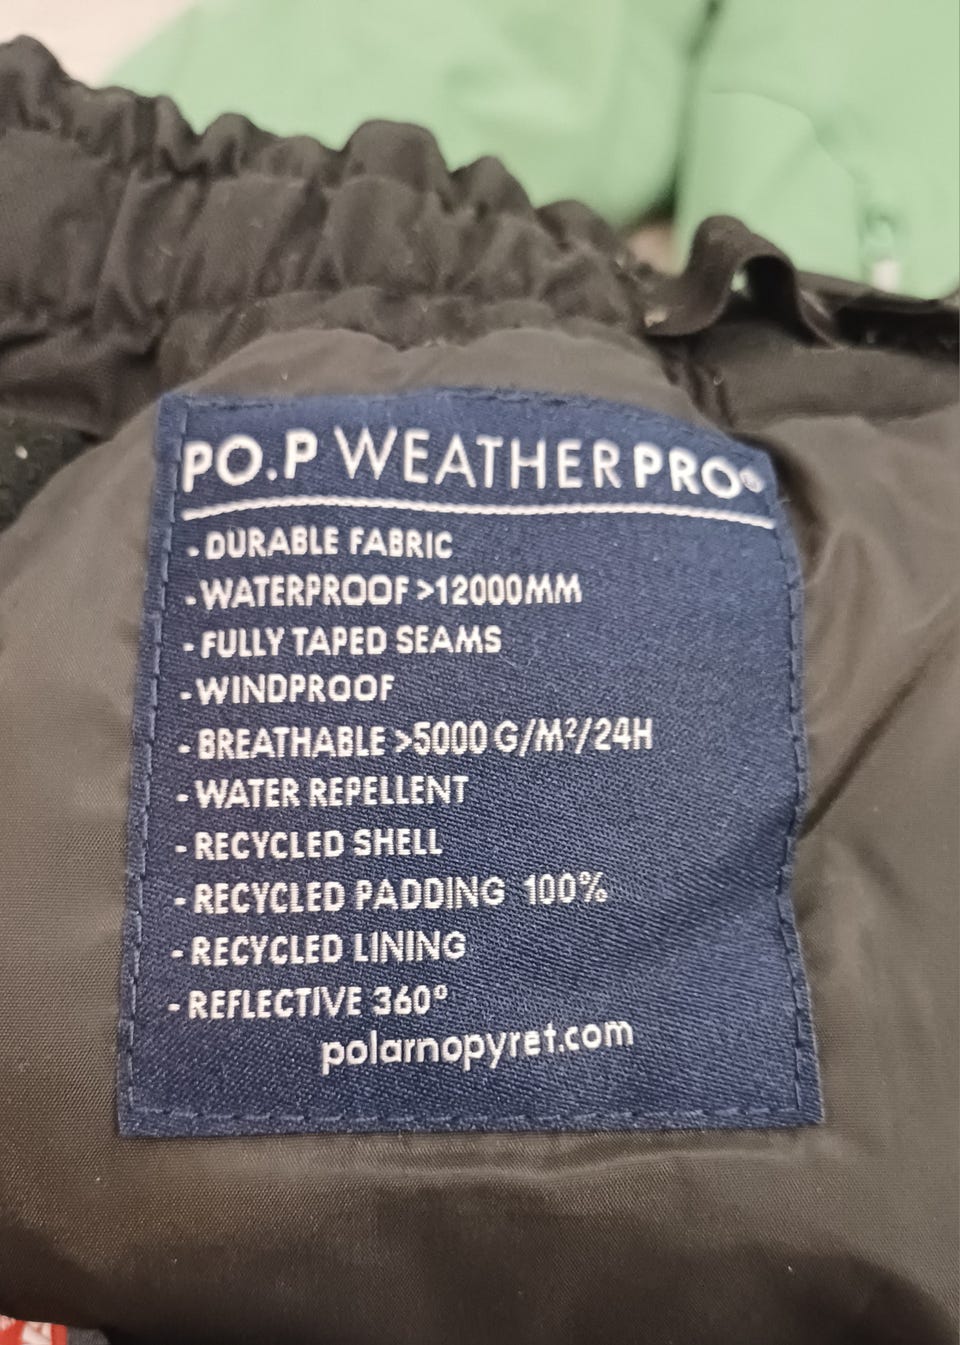 PO.P WEATHERPRO®
- DURABLE FABRIC
- WATERPROOF >12000MM
- FULLY TAPED SEAMS
- WINDPROOF
- BREATHABLE >5000 G/M²/24H
- WATER REPELLENT
- RECYCLED SHELL
- RECYCLED PADDING 100%
- RECYCLED LINING
- REFLECTIVE 360°
polarnopyret.com